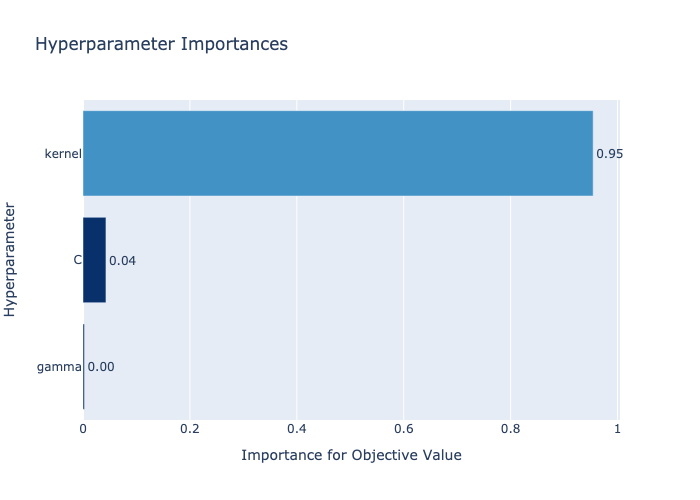 Hyperparameter Importances
Hyperparameter
kernel
0.95
C
0.04
gamma
0.00
0
0.2
0.4
0.6
0.8
1
Importance for Objective Value